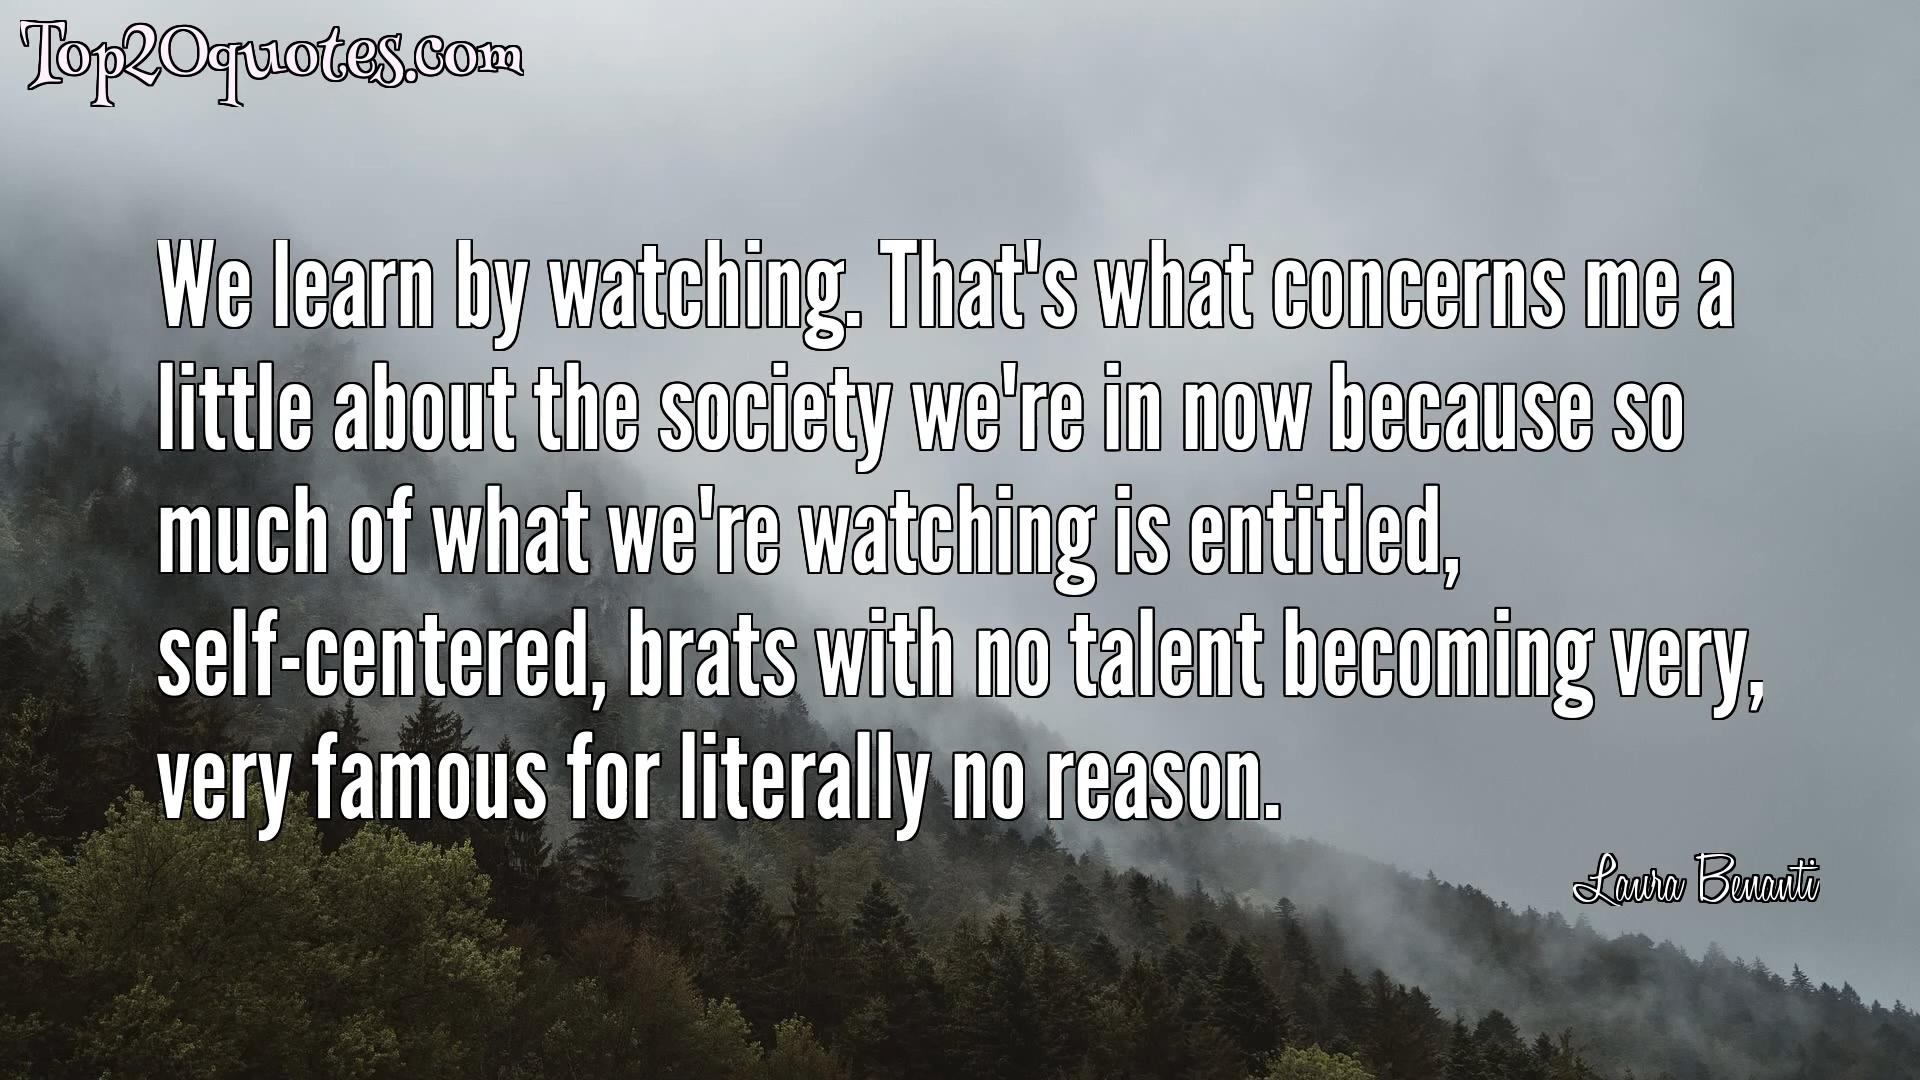 Top20quotes.com
We learn by watching. That's what concerns me a
little about the society we're in now because so
much of what we're watching is entitled,
self-centered, brats with no talent becoming very,
very famous for literally no reason.
Laura Benanti